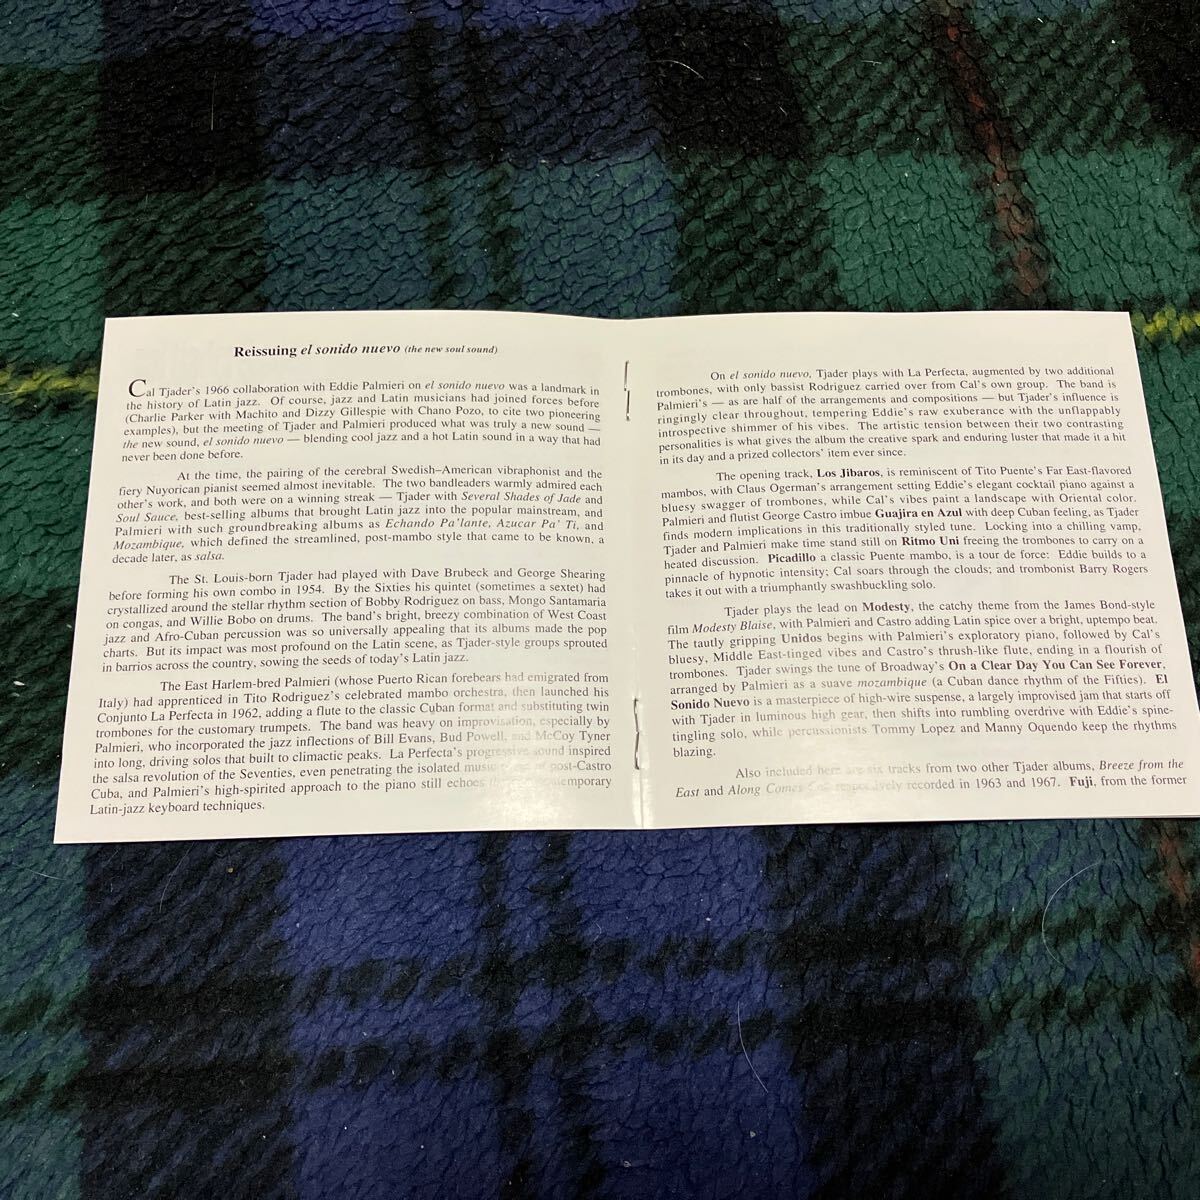 Reissuing el sonido nuevo (the new soul sound)
Cal Tjader's 1966 collaboration with Eddie Palmieri on el sonido nuevo was a landmark in
the history of Latin jazz. Of course, jazz and Latin musicians had joined forces before
(Charlie Parker with Machito and Dizzy Gillespie with Chano Pozo, to cite two pioneering
examples), but the meeting of Tjader and Palmieri produced what was truly a new sound —
the new sound, el sonido nuevo — blending cool jazz and a hot Latin sound in a way that had
never been done before.
At the time, the pairing of the cerebral Swedish–American vibraphonist and the
fiery Nuyorican pianist seemed almost inevitable. The two bandleaders warmly admired each
other's work, and both were on a winning streak — Tjader with Several Shades of Jade and
Soul Sauce, best-selling albums that brought Latin jazz into the popular mainstream, and
Palmieri with such groundbreaking albums as Echando Pa'lante, Azucar Pa' Ti, and
Mozambique, which defined the streamlined, post-mambo style that came to be known, a
decade later, as salsa.
The St. Louis-born Tjader had played with Dave Brubeck and George Shearing
before forming his own combo in 1954. By the Sixties his quintet (sometimes a sextet) had
crystallized around the stellar rhythm section of Bobby Rodriguez on bass, Mongo Santamaria
on congas, and Willie Bobo on drums. The band's bright, breezy combination of West Coast
jazz and Afro-Cuban percussion was so universally appealing that its albums made the pop
charts. But its impact was most profound on the Latin scene, as Tjader-style groups sprouted
in barrios across the country, sowing the seeds of today's Latin jazz.
The East Harlem-bred Palmieri (whose Puerto Rican forebears had emigrated from
Italy) had apprenticed in Tito Rodriguez's celebrated mambo orchestra, then launched his
Conjunto La Perfecta in 1962, adding a flute to the classic Cuban format and substituting twin
trombones for the customary trumpets. The band was heavy on improvisation, especially by
Palmieri, who incorporated the jazz inflections of Bill Evans, Bud Powell, and McCoy Tyner
into long, driving solos that built to climactic peaks. La Perfecta's progressive sound inspired
the salsa revolution of the Seventies, even penetrating the isolated music of post-Castro
Cuba, and Palmieri's high-spirited approach to the piano still echoes
Latin-jazz keyboard techniques.
On el sonido nuevo, Tjader plays with La Perfecta, augmented by two additional
trombones, with only bassist Rodriguez carried over from Cal's own group. The band is
Palmieri's — as are half of the arrangements and compositions — but Tjader's influence is
ringingly clear throughout, tempering Eddie's raw exuberance with the unflappably
introspective shimmer of his vibes. The artistic tension between their two contrasting
personalities is what gives the album the creative spark and enduring luster that made it a hit
in its day and a prized collectors' item ever since.
The opening track, Los Jibaros, is reminiscent of Tito Puente's Far East-flavored
mambos, with Claus Ogerman's arrangement setting Eddie's elegant cocktail piano against a
bluesy swagger of trombones, while Cal's vibes paint a landscape with Oriental color.
Palmieri and flutist George Castro imbue Guajira en Azul with deep Cuban feeling, as Tjader
finds modern implications in this traditionally styled tune. Locking into a chilling vamp,
Tjader and Palmieri make time stand still on Ritmo Uni freeing the trombones to carry on a
heated discussion. Picadillo a classic Puente mambo, is a tour de force: Eddie builds to a
pinnacle of hypnotic intensity; Cal soars through the clouds; and trombonist Barry Rogers
takes it out with a triumphantly swashbuckling solo.
Tjader plays the lead on Modesty, the catchy theme from the James Bond-style
film Modesty Blaise, with Palmieri and Castro adding Latin spice over a bright, uptempo beat.
The tautly gripping Unidos begins with Palmieri's exploratory piano, followed by Cal's
bluesy, Middle East-tinged vibes and Castro's thrush-like flute, ending in a flourish of
trombones. Tjader swings the tune of Broadway's On a Clear Day You Can See Forever,
arranged by Palmieri as a suave mozambique (a Cuban dance rhythm of the Fifties). El
Sonido Nuevo is a masterpiece of high-wire suspense, a largely improvised jam that starts off
with Tjader in luminous high gear, then shifts into rumbling overdrive with Eddie's spine-
tingling solo, while percussionists Tommy Lopez and Manny Oquendo keep the rhythms
blazing.
Also included here are six tracks from two other Tjader albums, Breeze from the
East and Along Comes Cal respectively recorded in 1963 and 1967. Fuji, from the former